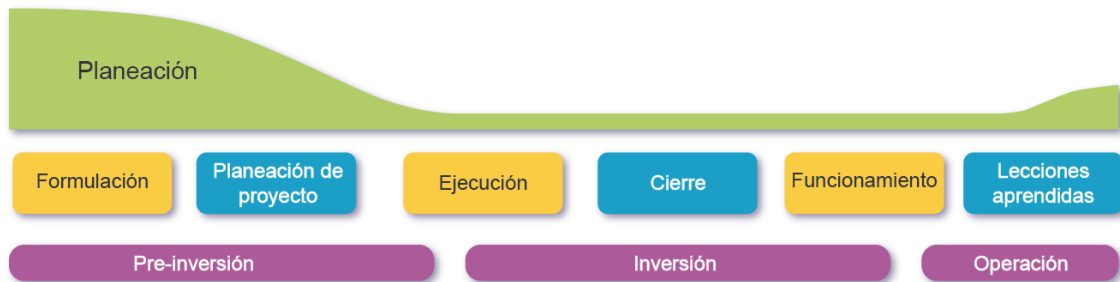 Planeación
Formulación
Planeación de
proyecto
Ejecución
Cierre
Funcionamiento
Lecciones
aprendidas
Pre-inversión
Inversión
Operación